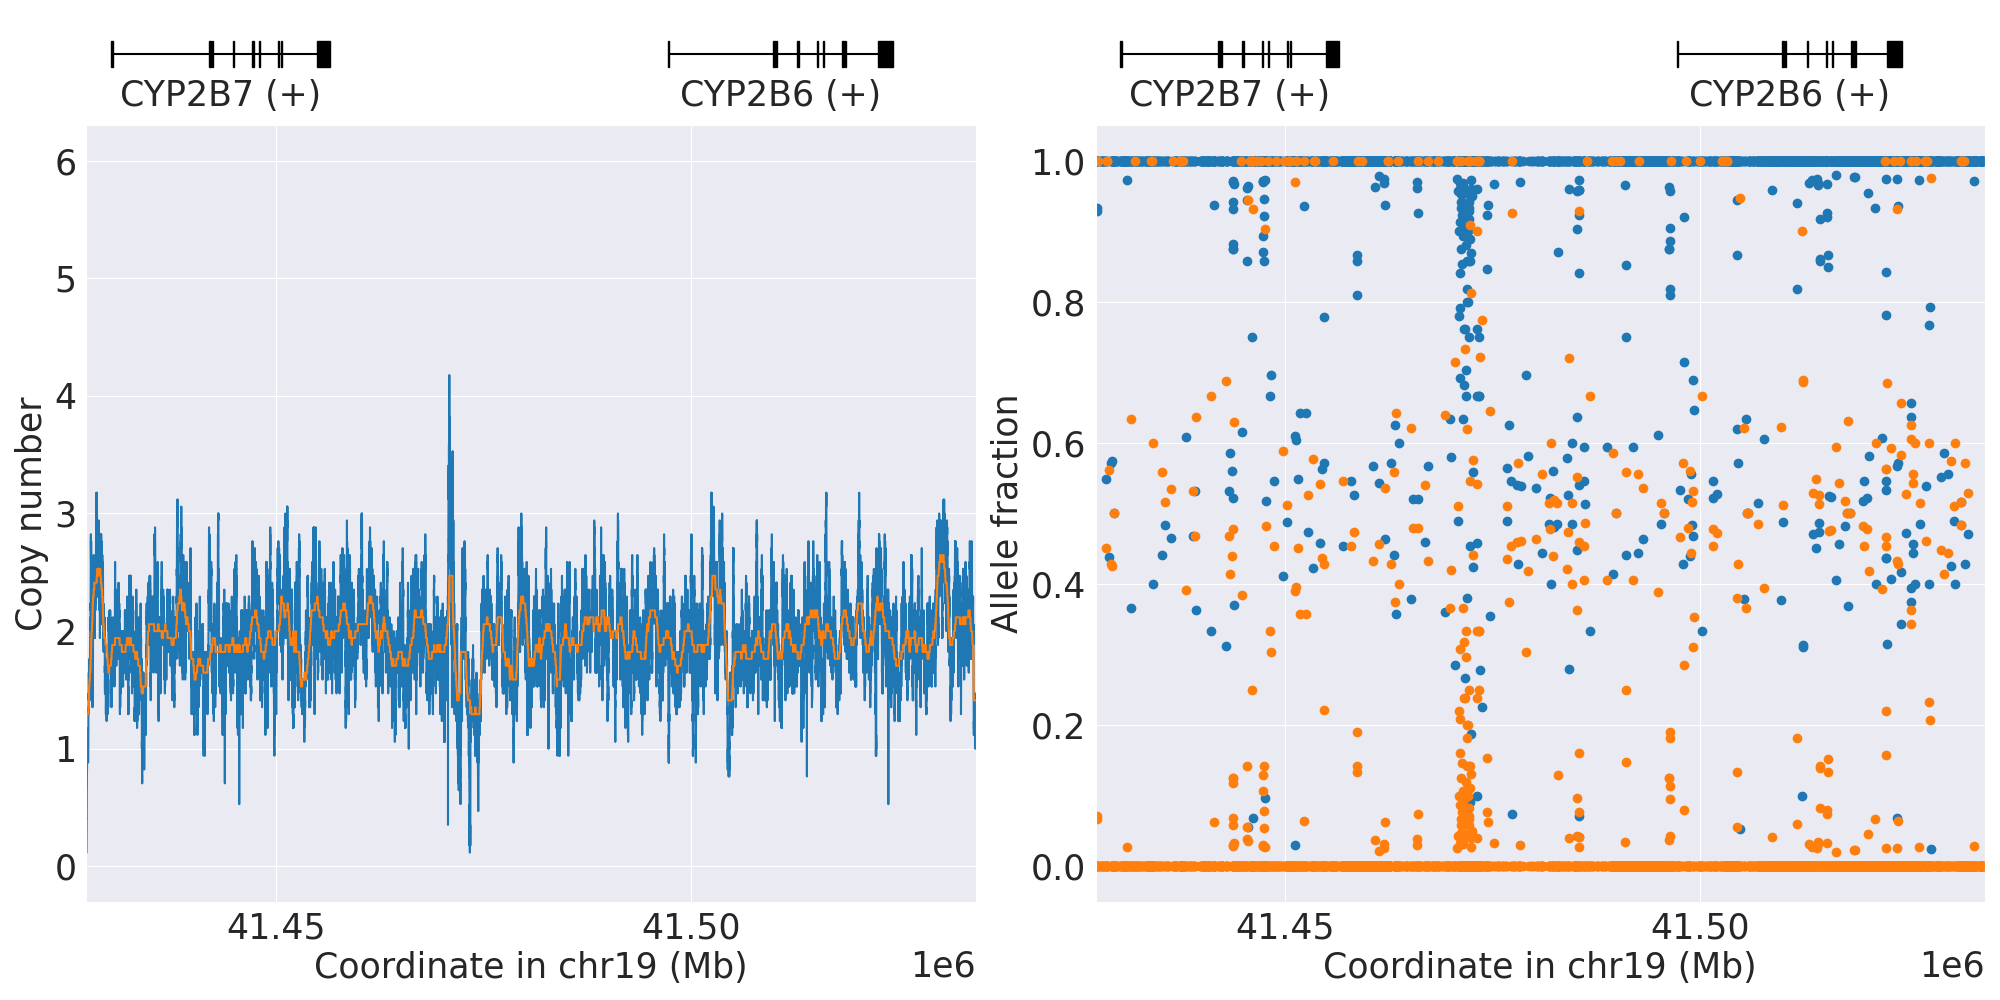 CYP2B7 (+)
CYP2B6 (+)
6
5
4
3
2
1
0
Copy number
41.45
41.50
Coordinate in chr19 (Mb)
1e6
CYP2B7 (+)
CYP2B6 (+)
1.0
0.8
0.6
0.4
0.2
0.0
Allele fraction
41.45
41.50
Coordinate in chr19 (Mb)
1e6